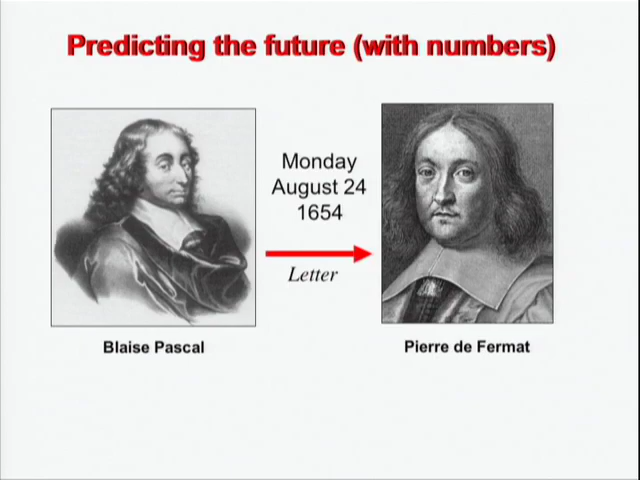 Predicting the future (with numbers)
Monday
August 24
1654
Letter
Blaise Pascal
Pierre de Fermat